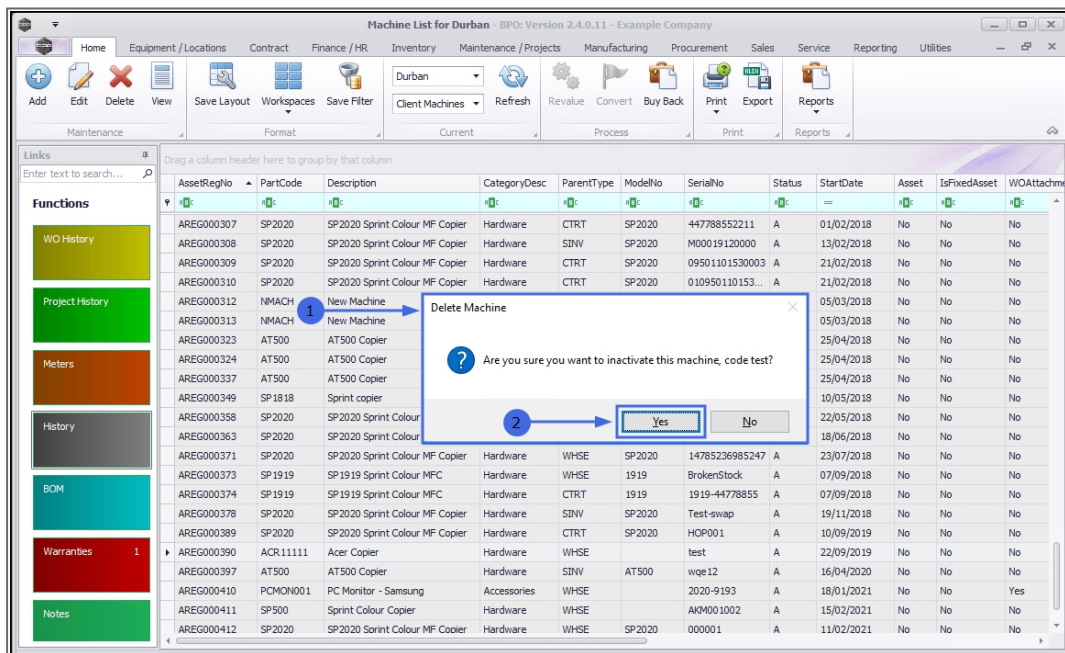 Machine List for Durban - BPO: Version 2.4.0.11 - Example Company
BPO Home Equipment / Locations Contract Finance / HR Inventory Maintenance / Projects Manufacturing Procurement Sales Service Reporting Utilities
Durban
Client Machines
Add Edit Delete View Save Layout Workspaces Save Filter Refresh Revalue Convert Buy Back Print Export Reports
Maintenance Format Current Process Print Reports
Links
Drag a column header here to group by that column
Enter text to search...
AssetRegNo PartCode Description CategoryDesc ParentType ModelNo SerialNo Status StartDate Asset IsFixedAsset WOAttachme
Functions
WO History
Project History
Meters
History
BOM
Warranties 1
Notes
AREG000307 SP2020 SP2020 Sprint Colour MF Copier Hardware CTRT SP2020 447788552211 A 01/02/2018 No No No
AREG000308 SP2020 SP2020 Sprint Colour MF Copier Hardware SINV SP2020 M00019120000 A 13/02/2018 No No No
AREG000309 SP2020 SP2020 Sprint Colour MF Copier Hardware CTRT SP2020 09501101530003 A 21/02/2018 No No No
AREG000310 SP2020 SP2020 Sprint Colour MF Copier Hardware CTRT SP2020 010950110153... A 21/02/2018 No No No
AREG000312 NMACH New Machine 05/03/2018 No No No
AREG000313 NMACH New Machine 05/03/2018 No No No
AREG000323 AT500 AT500 Copier 25/04/2018 No No No
AREG000324 AT500 AT500 Copier 25/04/2018 No No No
AREG000337 AT500 AT500 Copier 25/04/2018 No No No
AREG000349 SP1818 Sprint copier 10/05/2018 No No No
AREG000358 SP2020 SP2020 Sprint Colour 22/05/2018 No No No
AREG000363 SP2020 SP2020 Sprint Colour 18/06/2018 No No No
AREG000371 SP2020 SP2020 Sprint Colour MF Copier Hardware WHSE SP2020 14785236985247 A 23/07/2018 No No No
AREG000373 SP1919 SP1919 Sprint Colour MFC Hardware WHSE 1919 BrokenStock A 07/09/2018 No No No
AREG000374 SP1919 SP1919 Sprint Colour MFC Hardware CTRT 1919 1919-44778855 A 07/09/2018 No No No
AREG000378 SP2020 SP2020 Sprint Colour MF Copier Hardware SINV SP2020 Test-swap A 19/11/2018 No No No
AREG000389 SP2020 SP2020 Sprint Colour MF Copier Hardware CTRT SP2020 HOP001 A 10/09/2019 No No No
AREG000390 ACR11111 Acer Copier Hardware WHSE test A 22/09/2019 No No No
AREG000397 AT500 AT500 Copier Hardware SINV AT500 wqe12 A 16/04/2020 No No No
AREG000410 PCMON001 PC Monitor - Samsung Accessories WHSE 2020-9193 A 18/01/2021 No No Yes
AREG000411 SP500 Sprint Colour Copier Hardware WHSE AKM001002 A 15/02/2021 No No No
AREG000412 SP2020 SP2020 Sprint Colour MF Copier Hardware WHSE SP2020 000001 A 11/02/2021 No No No
1
Delete Machine
Are you sure you want to inactivate this machine, code test?
2
Yes No